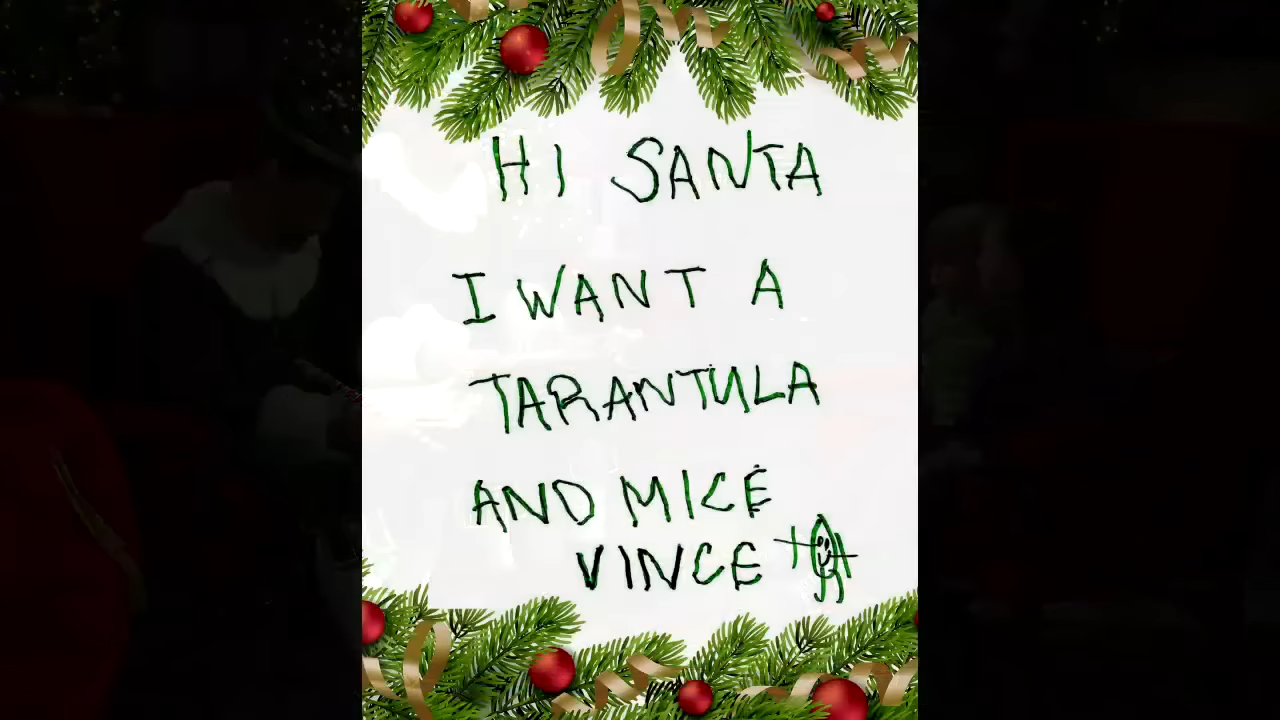 HI SANTA
I WANT A
TARANTULA
AND MICE
VINCE